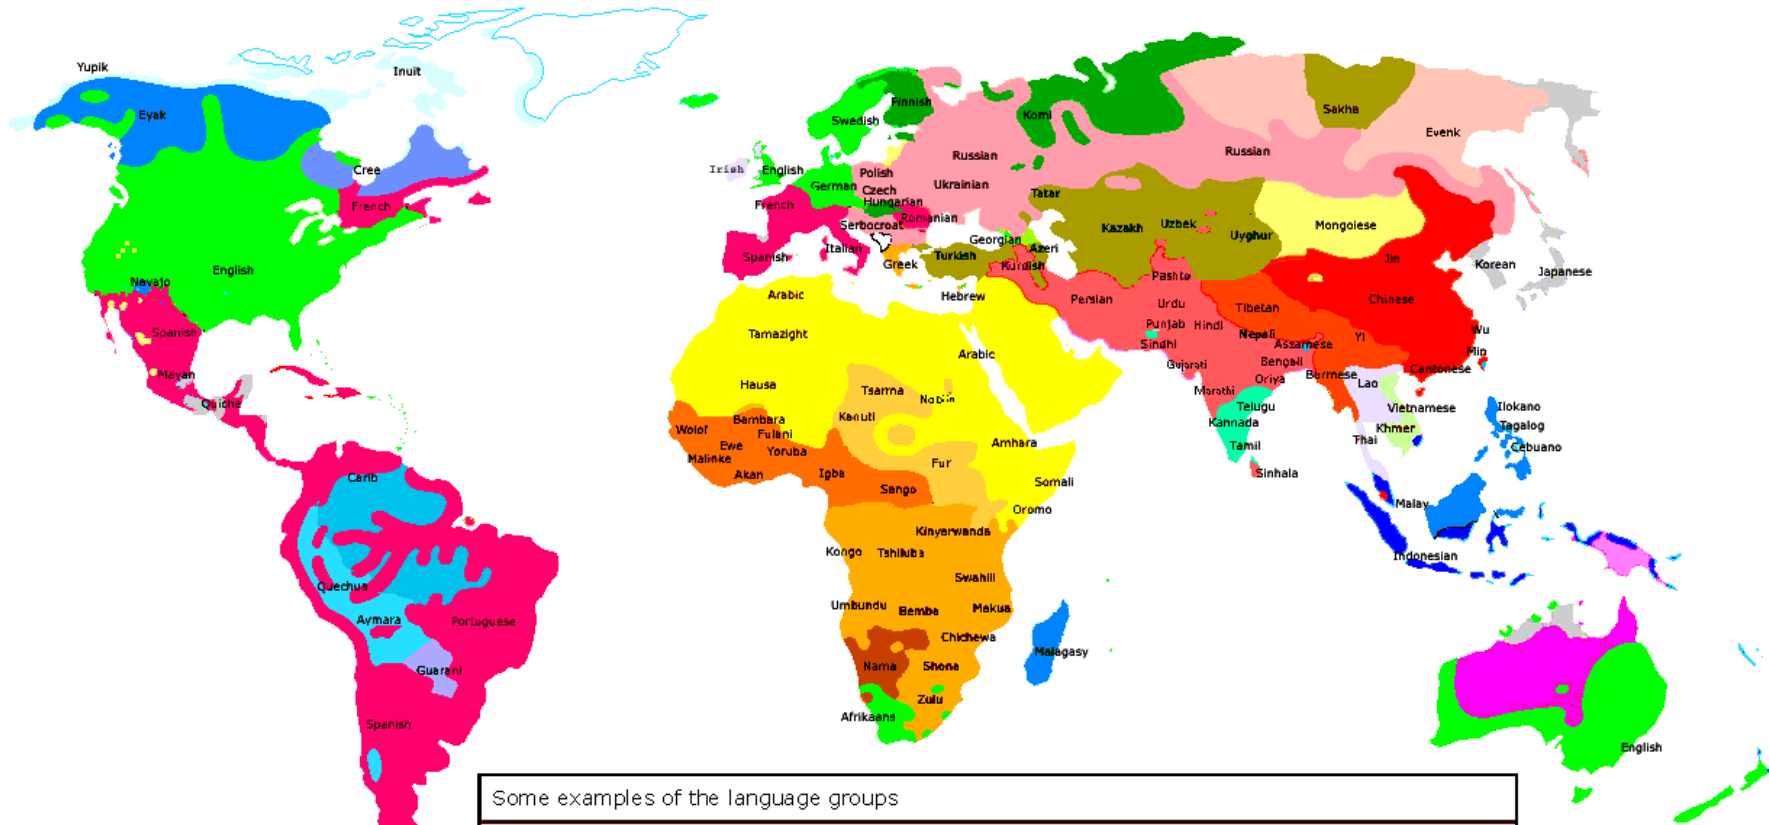 Yupik
Inuit
Eyak
Cree
French
English
Navajo
Spanish
Mayan
Quiche
Carib
Quechua
Aymara
Portuguese
Guarani
Spanish
Finnish
Swedish
Komi
Sakha
Evenk
Irish
English
Polish
Russian
Russian
German
Czech
Ukrainian
Hungarian
Tatar
French
Romanian
Serbocroat
Kazakh
Uzbek
Uyghur
Mongolese
Georgian
Azeri
Italian
Spanish
Greek
Turkish
Kurdish
Jin
Korean
Japanese
Pashto
Arabic
Hebrew
Persian
Urdu
Tibetan
Chinese
Tamazight
Punjab
Hindi
Nepali
Yi
Wu
Sindhi
Assamese
Min
Arabic
Gujarati
Bengali
Burmese
Cantonese
Hausa
Tsarma
Marathi
Oriya
Lao
Kanuti
Telugu
Vietnamese
Ilokano
Bambara
Kannada
Khmer
Tagalog
Wolof
Fulani
Ewe
Yoruba
Amhara
Tamil
Thai
Cebuano
Malinke
Akan
Igba
Fur
Sinhala
Sango
Somali
Malay
Oromo
Kinyarwanda
Kongo
Tshiluba
Indonesian
Swahili
Umbundu
Bemba
Makua
Chichewa
Malagasy
Nama
Shona
Zulu
Afrikaans
English
Some examples of the language groups